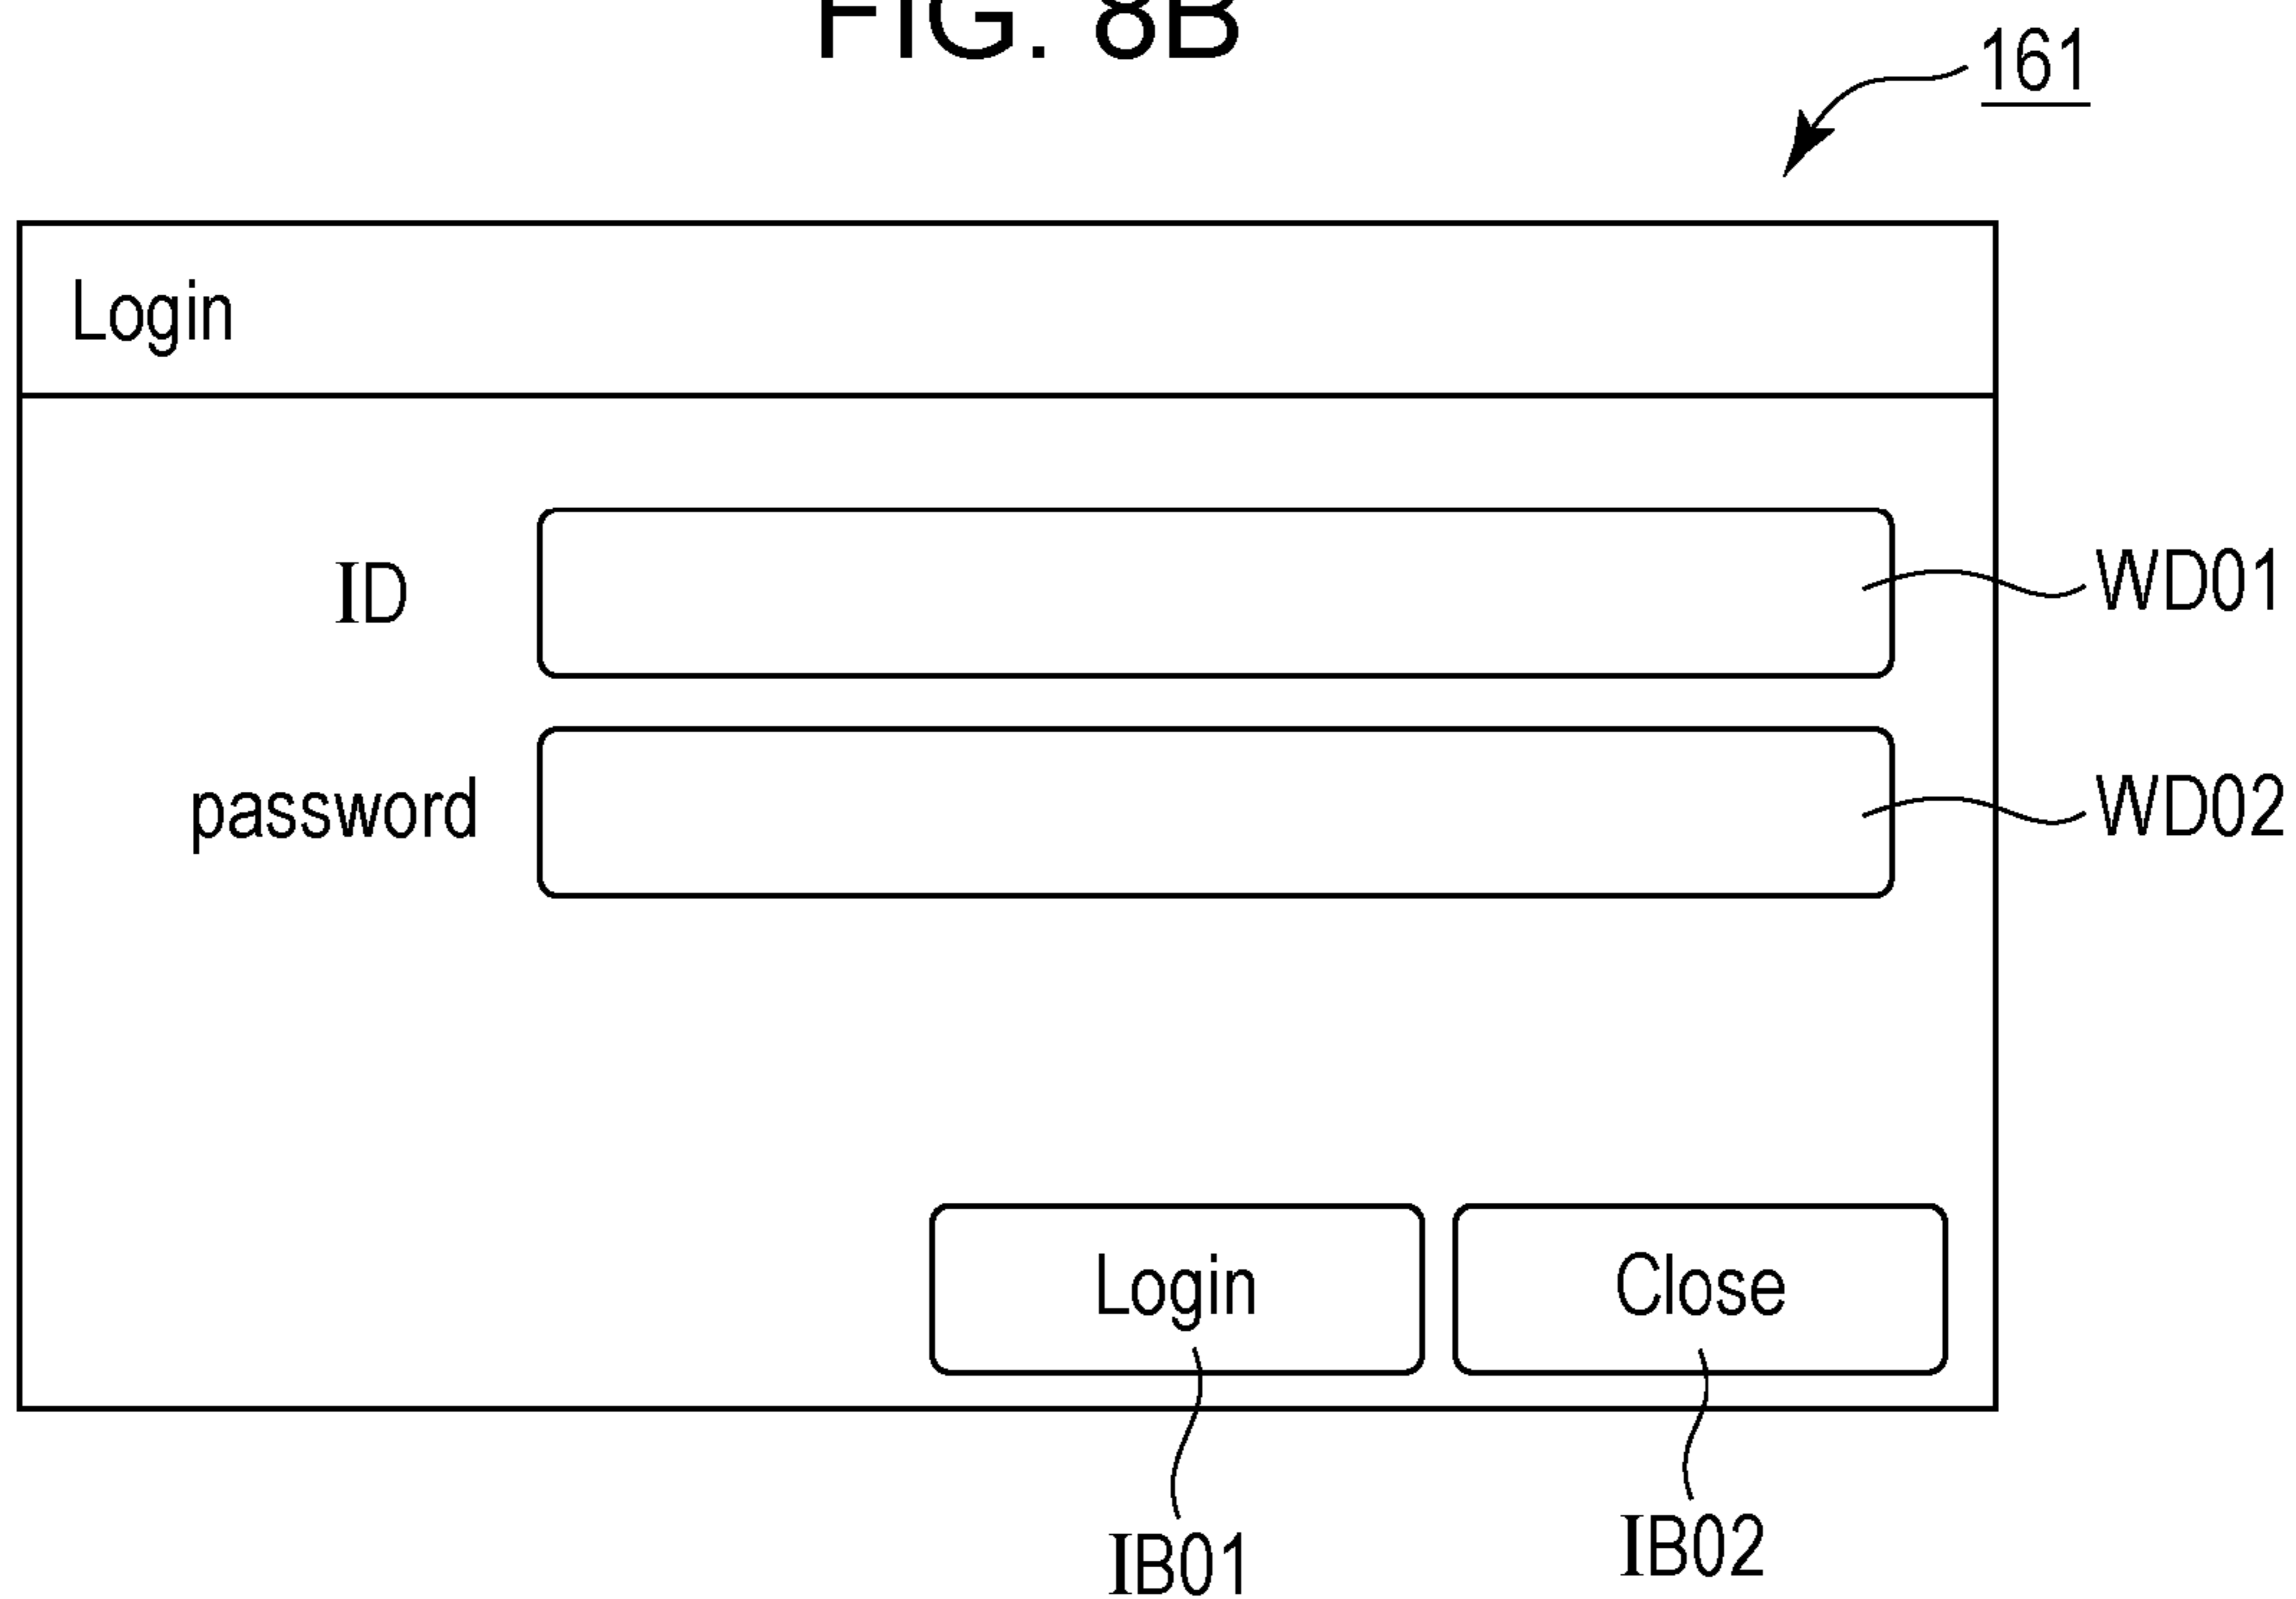 FIG. 8B
161
Login
ID
WD01
password
WD02
Login
Close
IB01
IB02